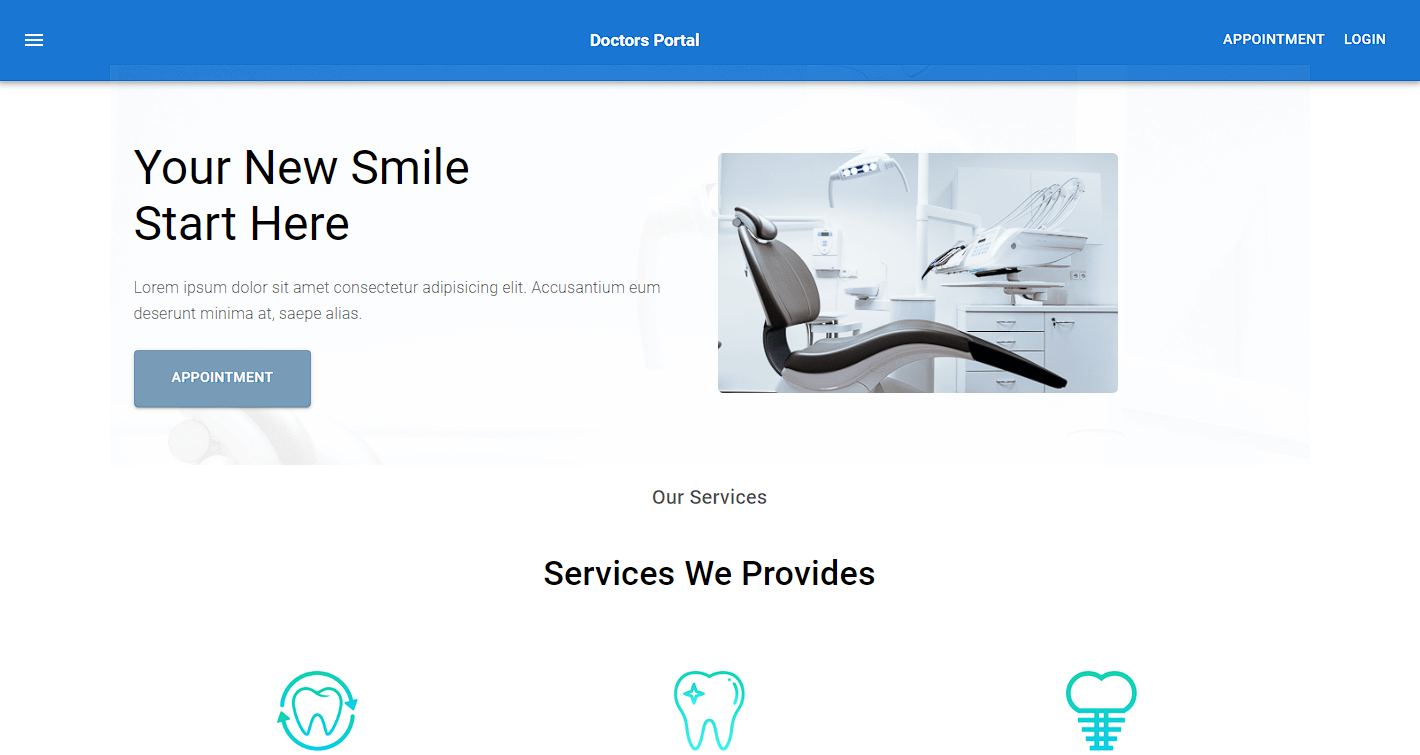 Doctors Portal
APPOINTMENT
LOGIN
Your New Smile
Start Here
Lorem ipsum dolor sit amet consectetur adipisicing elit. Accusantium eum
deserunt minima at, saepe alias.
APPOINTMENT
Our Services
Services We Provides